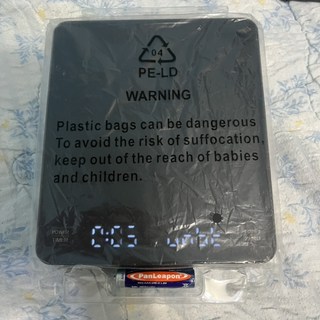 04
PE-LD
WARNING
Plastic bags can be dangerous
To avoid the risk of suffocation,
keep out of the reach of babies
and children.
0:05
PanLeapon